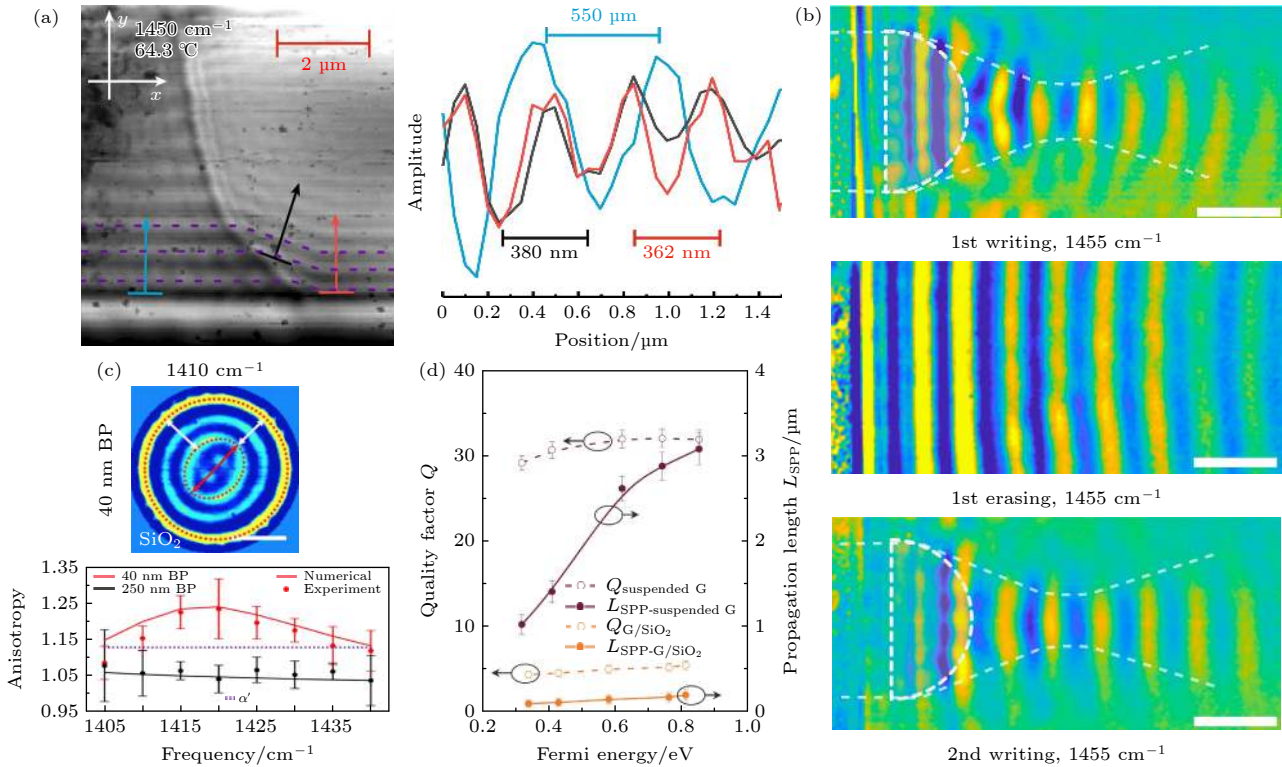 (a)
y
x
1450 cm⁻¹
64.3 ℃
2 µm
550 µm
380 nm
362 nm
Amplitude
0 0.2 0.4 0.6 0.8 1.0 1.2 1.4
Position/µm
(b)
1st writing, 1455 cm⁻¹
1st erasing, 1455 cm⁻¹
2nd writing, 1455 cm⁻¹
(c)
1410 cm⁻¹
40 nm BP
SiO₂
1.35
1.25
1.15
1.05
0.95
Anisotropy
40 nm BP
250 nm BP
Numerical
Experiment
α′
1405 1415 1425 1435
Frequency/cm⁻¹
(d)
40
30
20
10
0
Quality factor Q
4
3
2
1
0
Propagation length L_SPP/µm
Q_suspended G
L_SPP-suspended G
Q_G/SiO₂
L_SPP-G/SiO₂
0.2 0.4 0.6 0.8 1.0
Fermi energy/eV